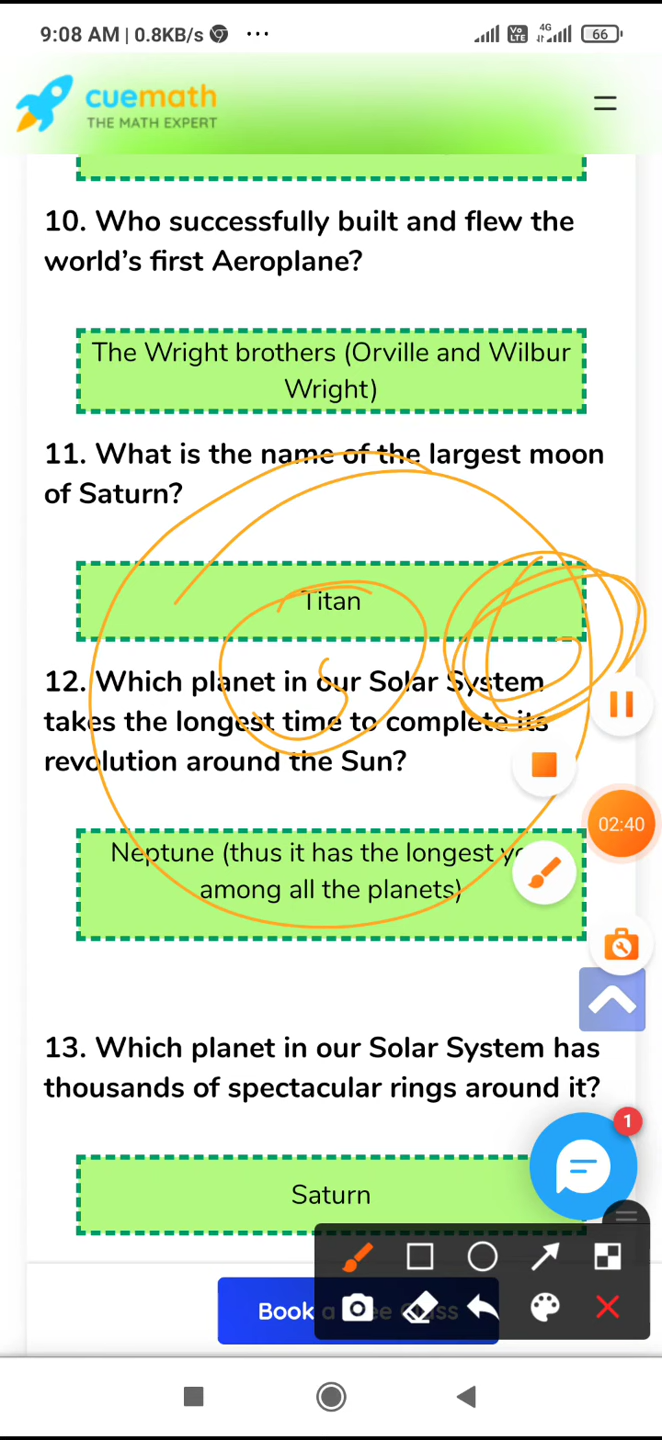 9:08 AM | 0.8KB/s ...
Vo LTE 4G 66
cuemath
THE MATH EXPERT
10. Who successfully built and flew the
world's first Aeroplane?
The Wright brothers (Orville and Wilbur
Wright)
11. What is the name of the largest moon
of Saturn?
Titan
12. Which planet in our Solar System
takes the longest time to complete its
revolution around the Sun?
02:40
Neptune (thus it has the longest
among all the planets)
13. Which planet in our Solar System has
thousands of spectacular rings around it?
1
Saturn
Book a